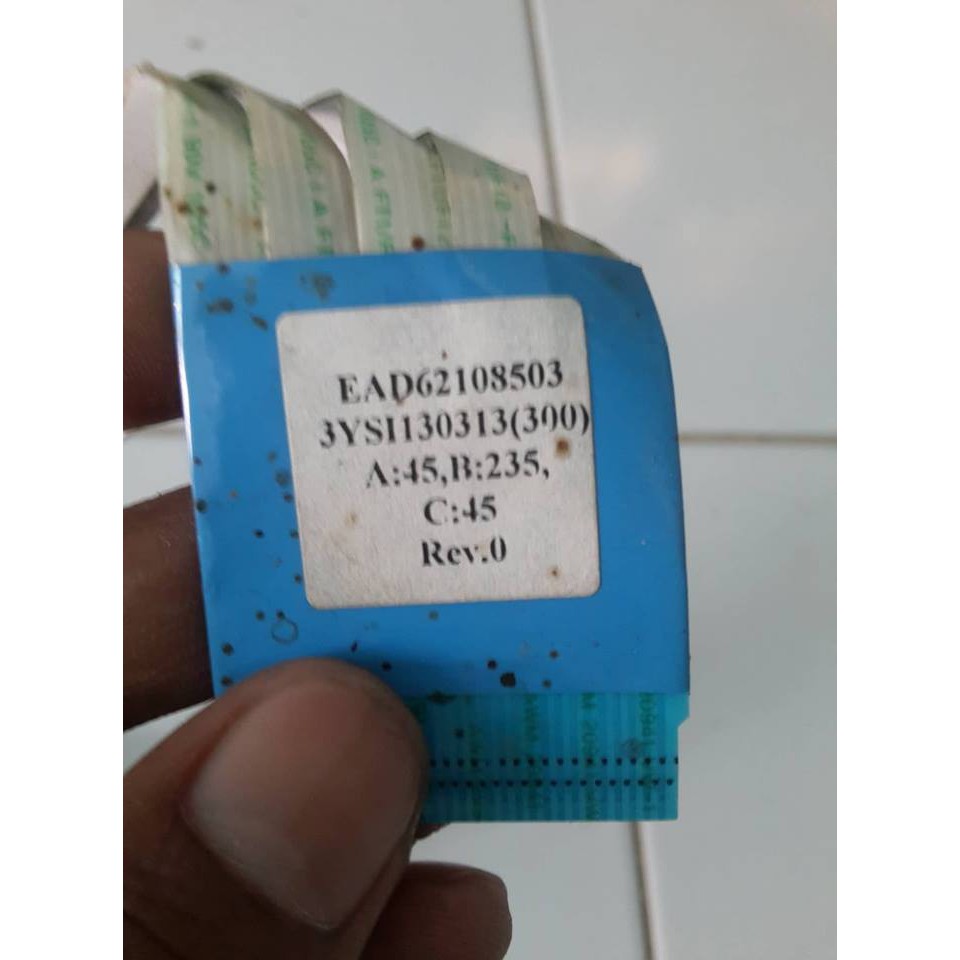 EAD62108503
3YSI130313(300)
A:45,B:235,
C:45
Rev.0